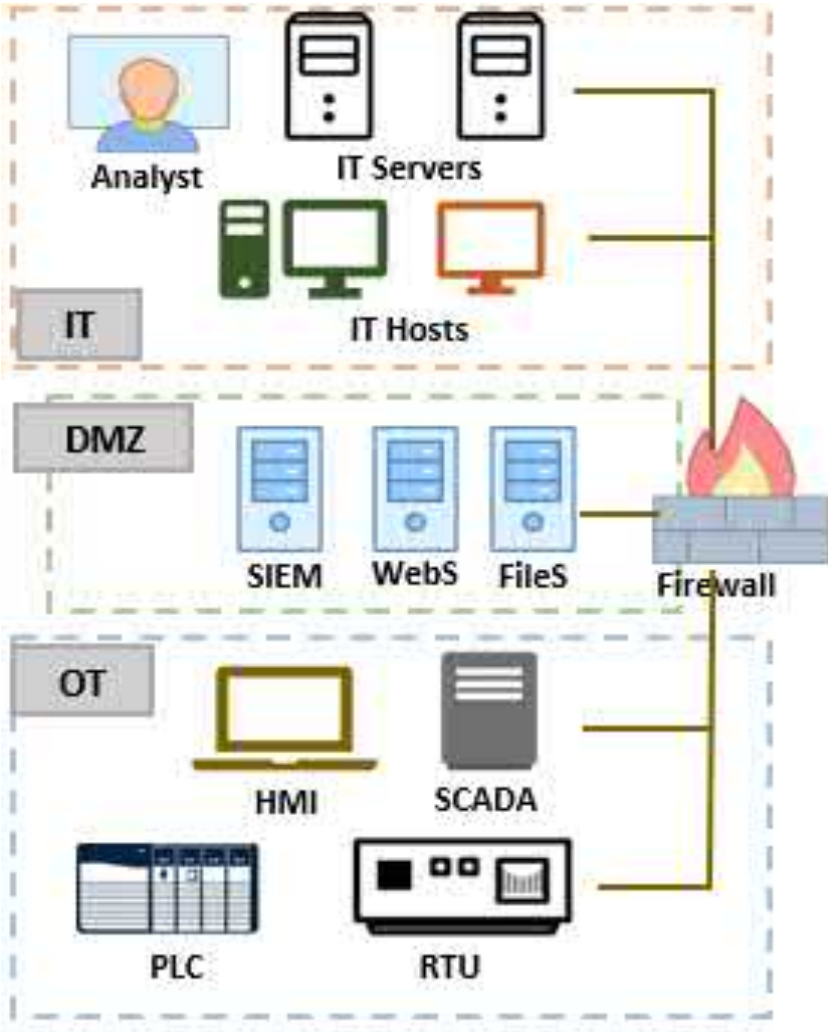 Analyst
IT Servers
IT Hosts
IT
DMZ
SIEM
WebS
FileS
Firewall
OT
HMI
SCADA
PLC
RTU